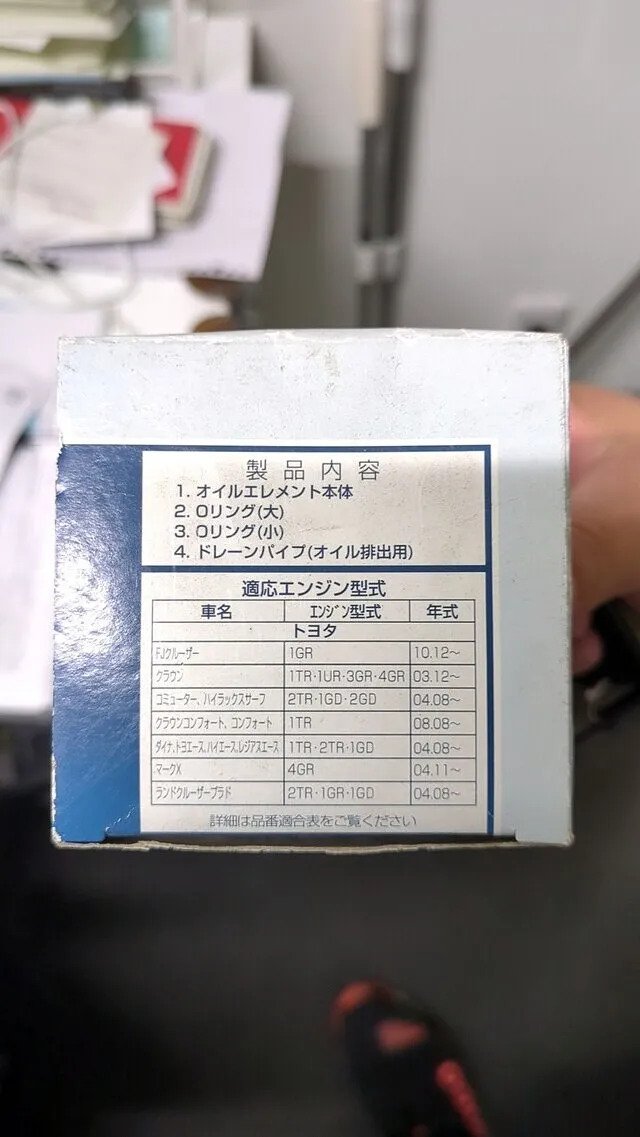 製品内容
1. オイルエレメント本体
2. Oリング(大)
3. Oリング(小)
4. ドレーンパイプ(オイル排出用)
適応エンジン型式
車名 エンジン型式 年式
トヨタ
FJクルーザー 1GR 10.12〜
クラウン 1TR・1UR・3GR・4GR 03.12〜
コミューター、ハイラックスサーフ 2TR・1GD・2GD 04.08〜
クラウンコンフォート、コンフォート 1TR 08.08〜
ダイナ、トヨエース、ハイエース、レジアスエース 1TR・2TR・1GD 04.08〜
マークX 4GR 04.11〜
ランドクルーザープラド 2TR・1GR・1GD 04.08〜
詳細は品番適合表をご覧ください